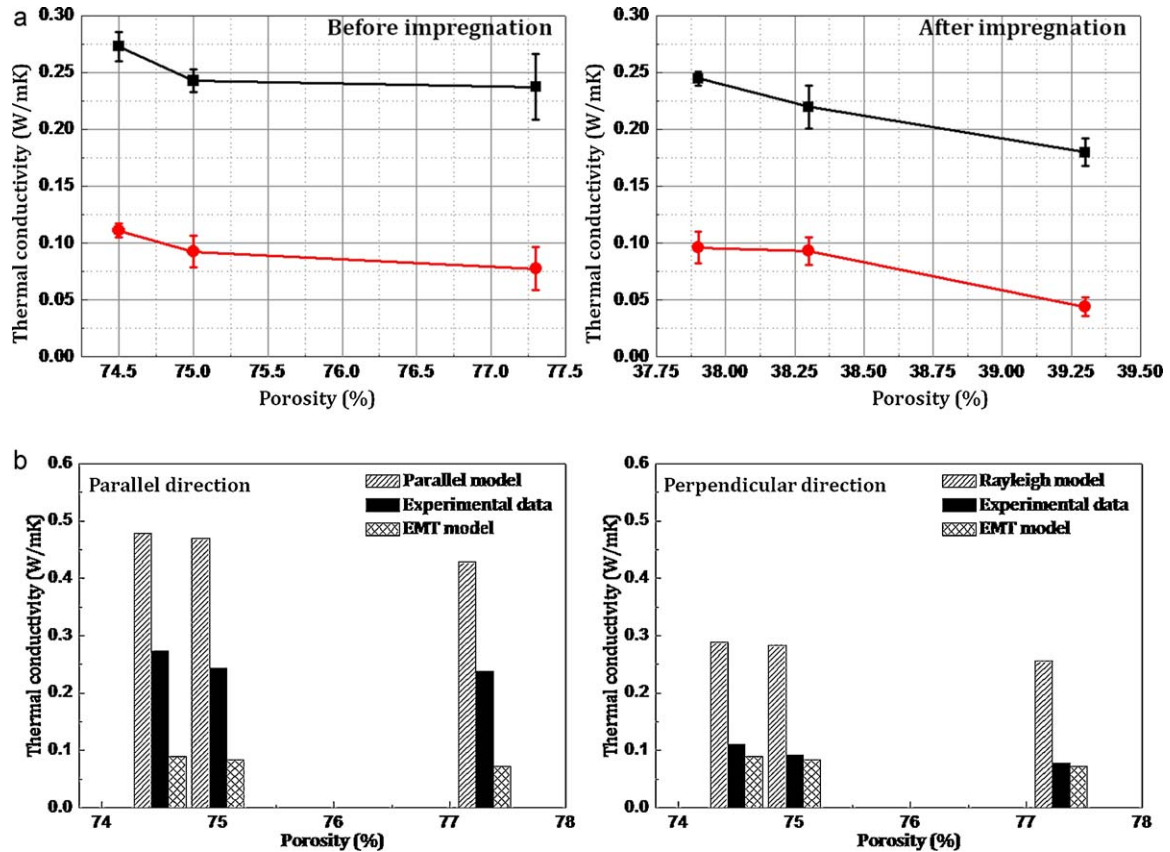 a
Before impregnation
Thermal conductivity (W/mK)
0.30
0.25
0.20
0.15
0.10
0.05
0.00
74.5 75.0 75.5 76.0 76.5 77.0 77.5
Porosity (%)
After impregnation
Thermal conductivity (W/mK)
0.30
0.25
0.20
0.15
0.10
0.05
0.00
37.75 38.00 38.25 38.50 38.75 39.00 39.25 39.50
Porosity (%)
b
Parallel direction
Parallel model
Experimental data
EMT model
Thermal conductivity (W/mK)
0.6
0.5
0.4
0.3
0.2
0.1
0.0
74 75 76 77 78
Porosity (%)
Perpendicular direction
Rayleigh model
Experimental data
EMT model
Thermal conductivity (W/mK)
0.6
0.5
0.4
0.3
0.2
0.1
0.0
74 75 76 77 78
Porosity (%)